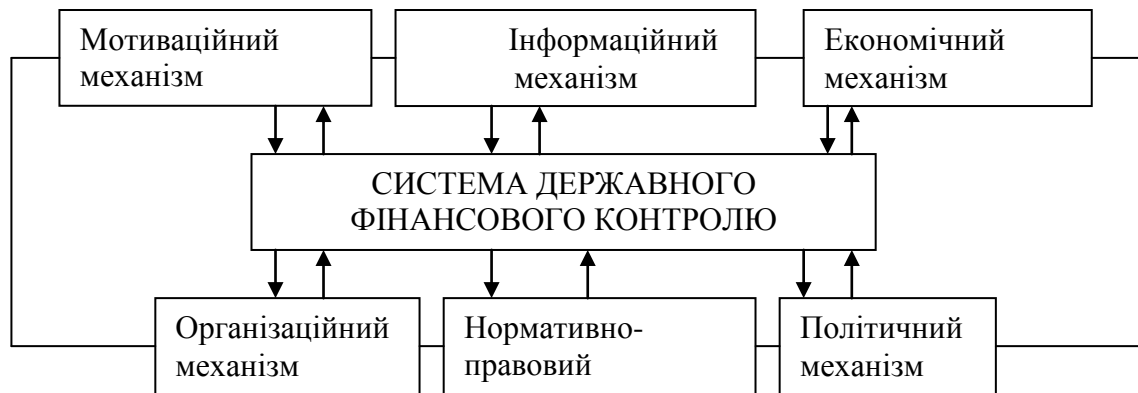 Мотиваційний
механізм
Інформаційний
механізм
Економічний
механізм
СИСТЕМА ДЕРЖАВНОГО
ФІНАНСОВОГО КОНТРОЛЮ
Організаційний
механізм
Нормативно-
правовий
Політичний
механізм